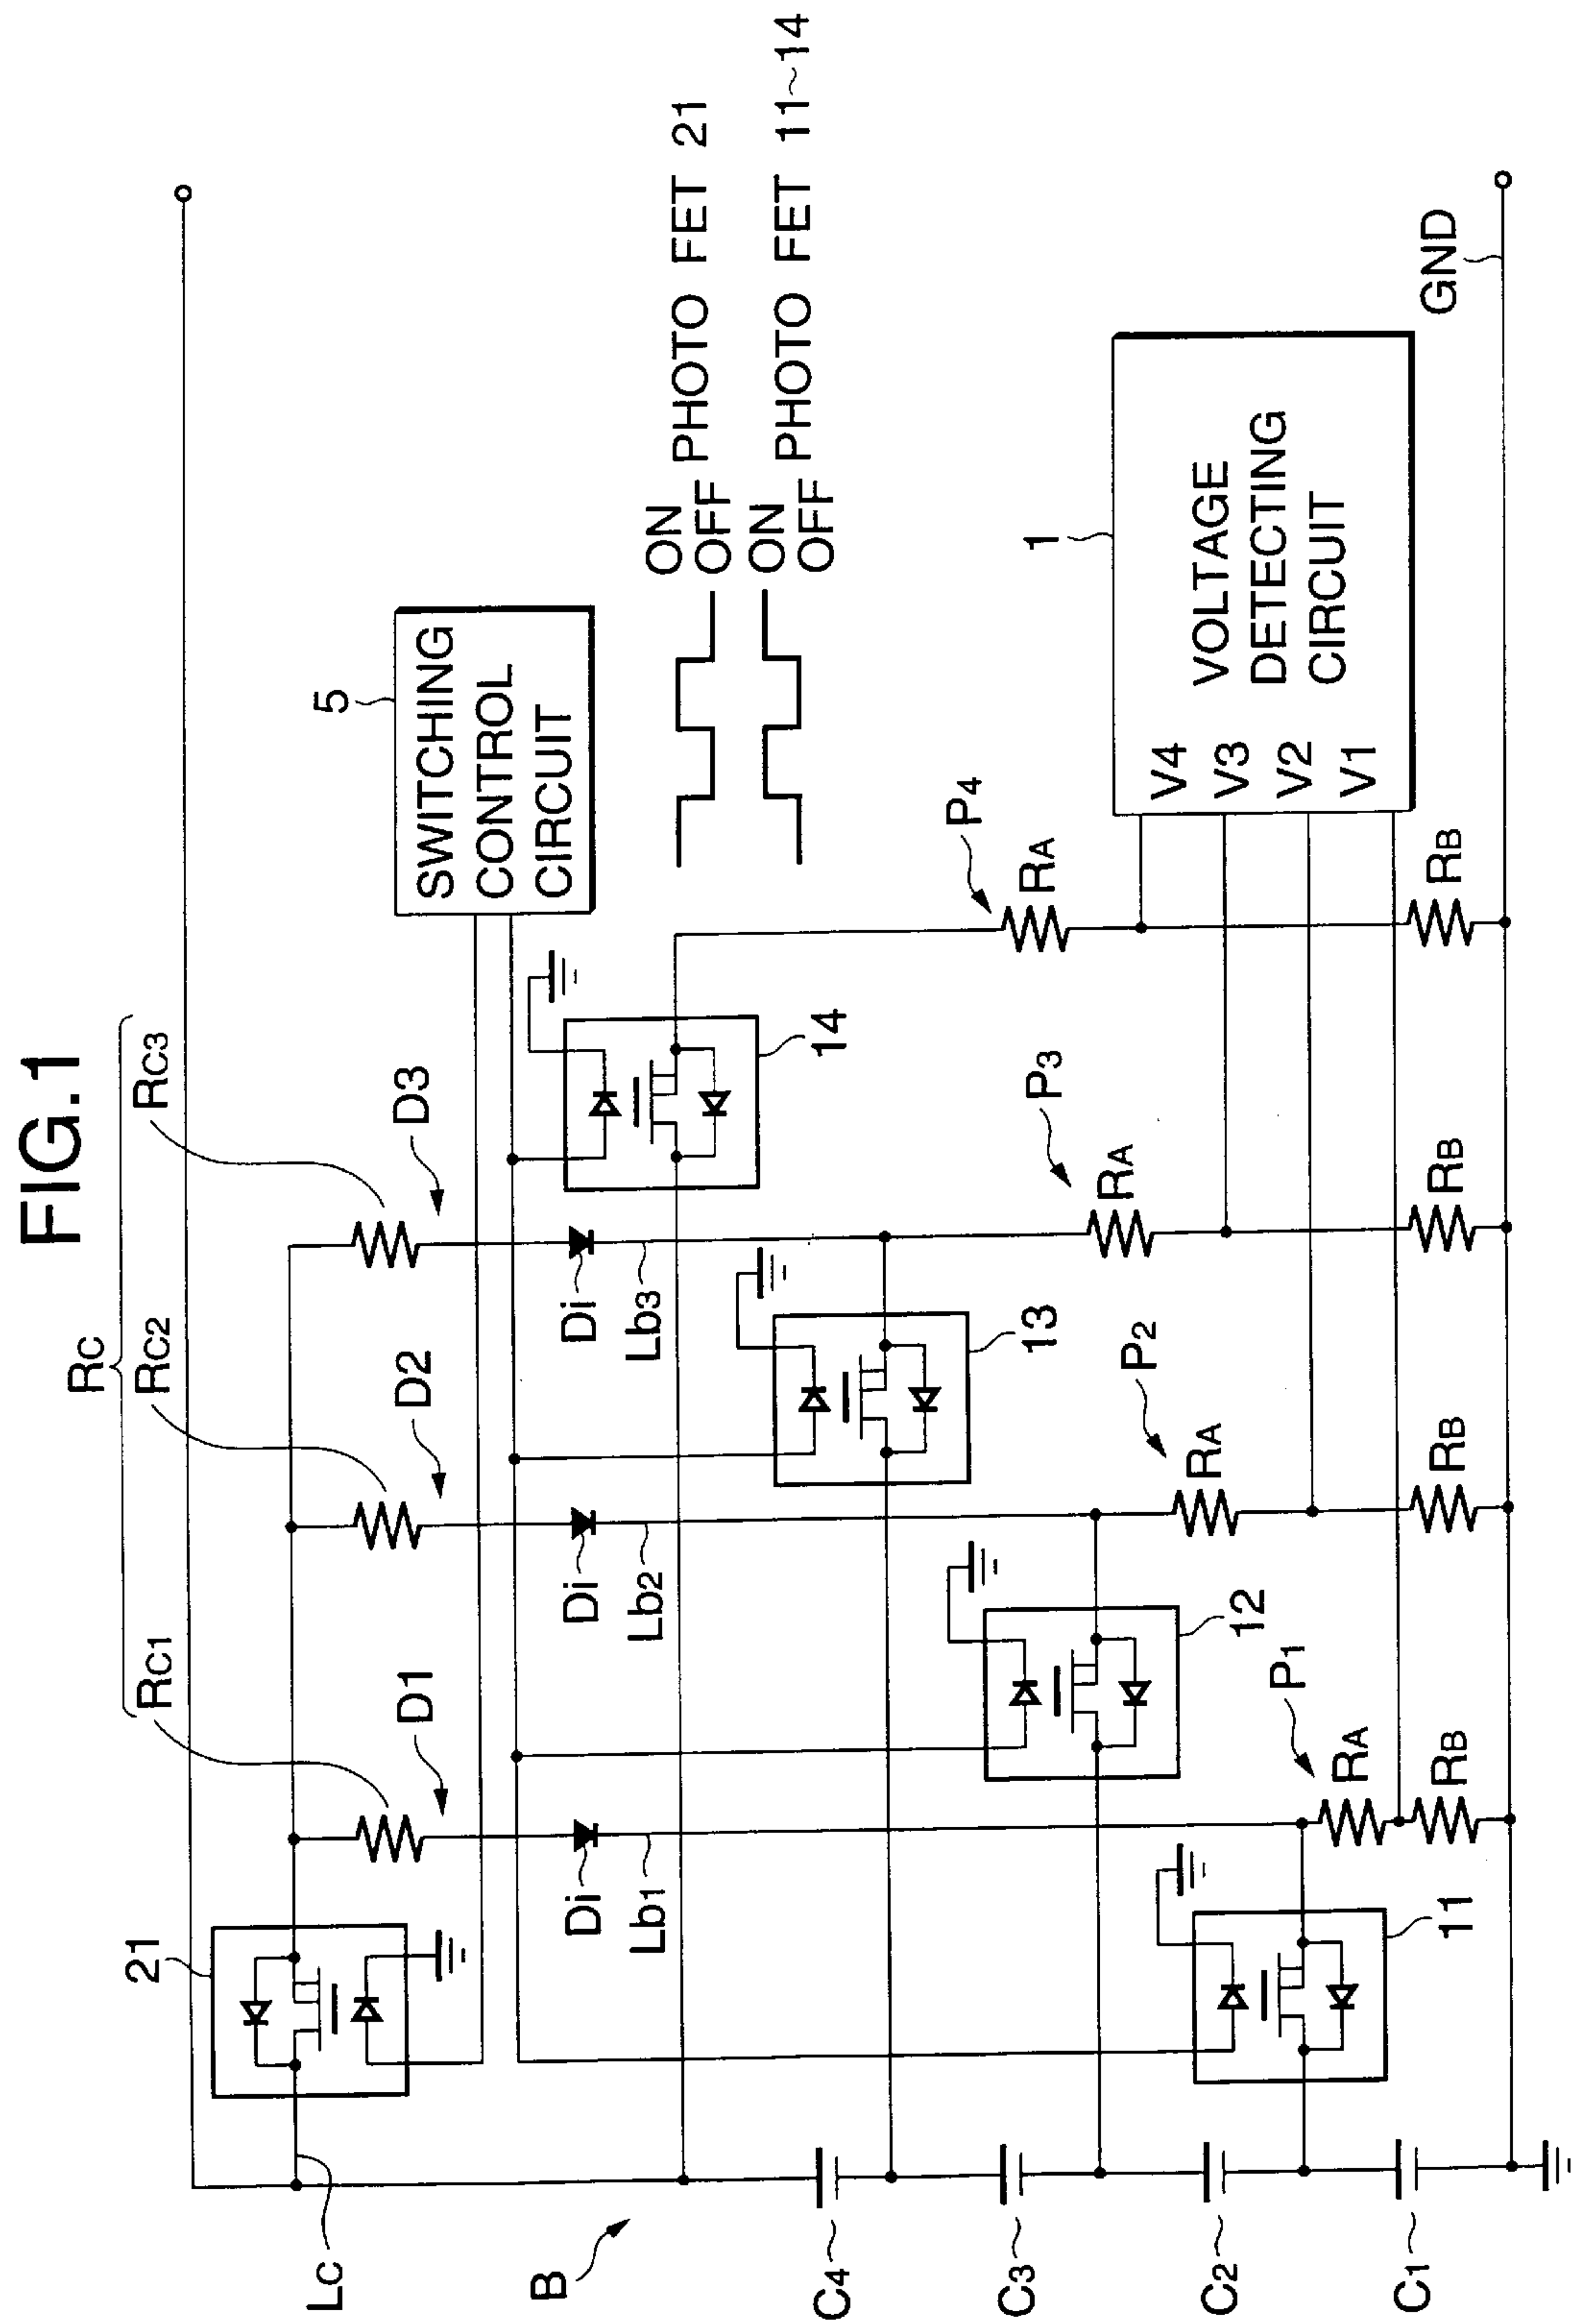 FIG.1
RC
RC1
RC2
RC3
21
D1
D2
D3
5
SWITCHING
CONTROL
CIRCUIT
LC
Di
Di
Di
Lb1
Lb2
Lb3
14
ON
OFF
PHOTO FET 21
ON
OFF
PHOTO FET 11~14
B
13
P4
RA
C4
12
P3
RA
C3
P2
RA
1
V4
V3
V2
V1
VOLTAGE
DETECTING
CIRCUIT
C2
11
P1
RA
RB
RB
RB
RB
GND
C1